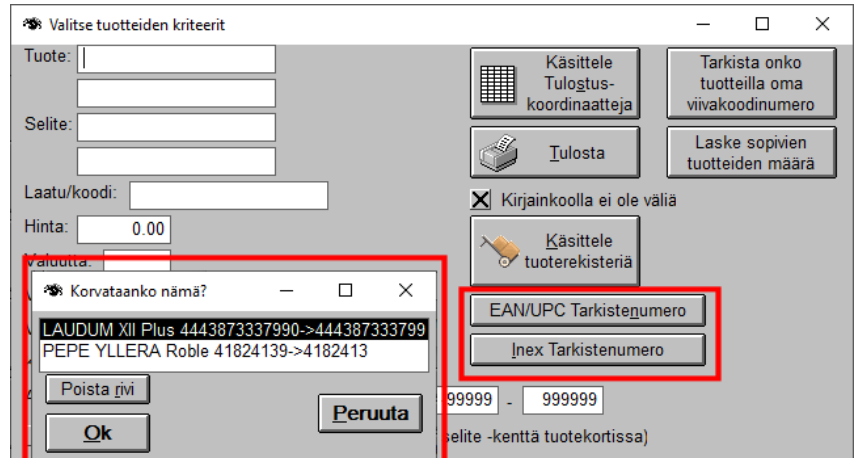 Valitse tuotteiden kriteerit
Tuote:
Selite:
Laatu/koodi:
Hinta: 0.00
Valuutta:
Käsittele
Tulostus-
koordinaatteja
Tarkista onko
tuotteilla oma
viivakoodinumero
Tulosta
Laske sopivien
tuotteiden määrä
Kirjainkoolla ei ole väliä
Käsittele
tuoterekisteriä
EAN/UPC Tarkistenumero
Inex Tarkistenumero
Korvataanko nämä?
LAUDUM XII Plus 4443873337990->444387333799
PEPE YLLERA Roble 41824139->4182413
Poista rivi
Ok
Peruuta
99999 - 999999
selite -kenttä tuotekortissa)